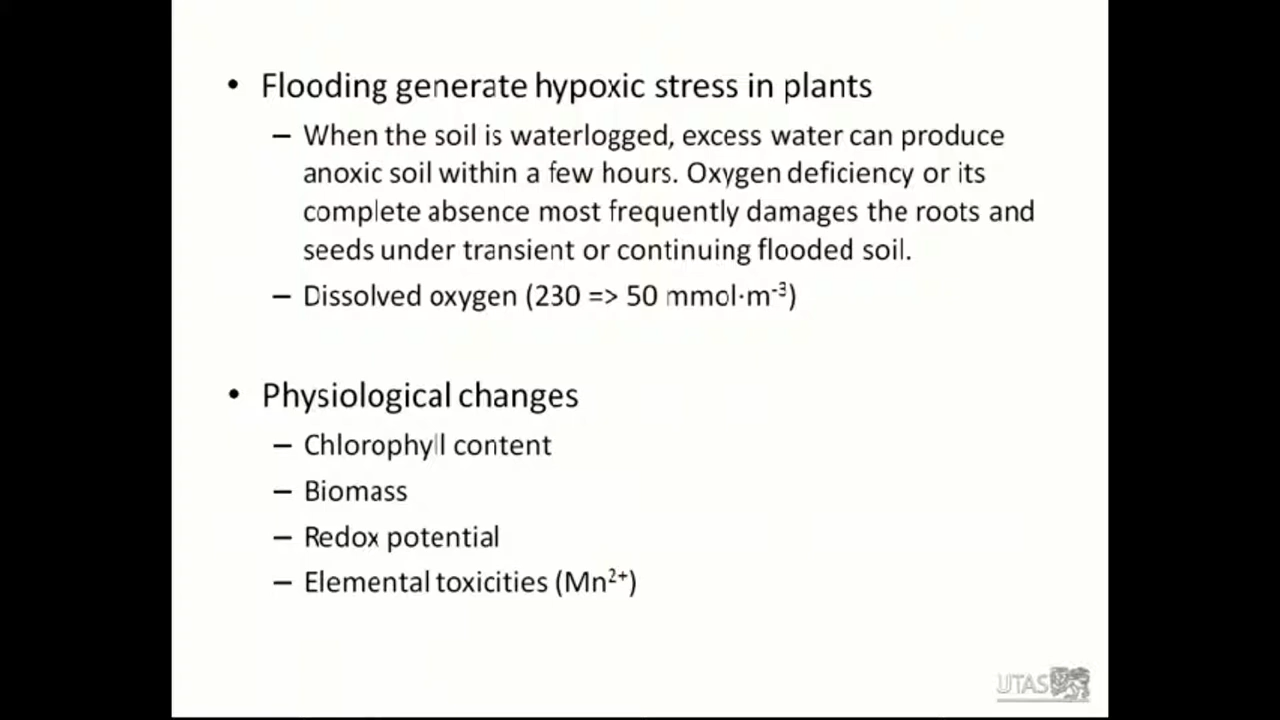 • Flooding generate hypoxic stress in plants
– When the soil is waterlogged, excess water can produce
anoxic soil within a few hours. Oxygen deficiency or its
complete absence most frequently damages the roots and
seeds under transient or continuing flooded soil.
– Dissolved oxygen (230 => 50 mmol·m⁻³)
• Physiological changes
– Chlorophyll content
– Biomass
– Redox potential
– Elemental toxicities (Mn²⁺)
UTAS